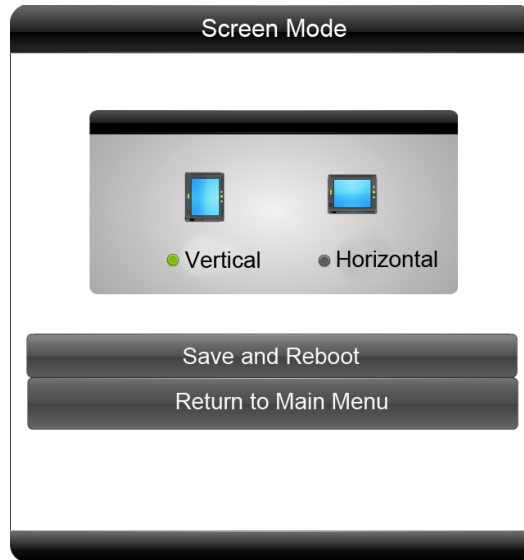 Screen Mode
Vertical
Horizontal
Save and Reboot
Return to Main Menu